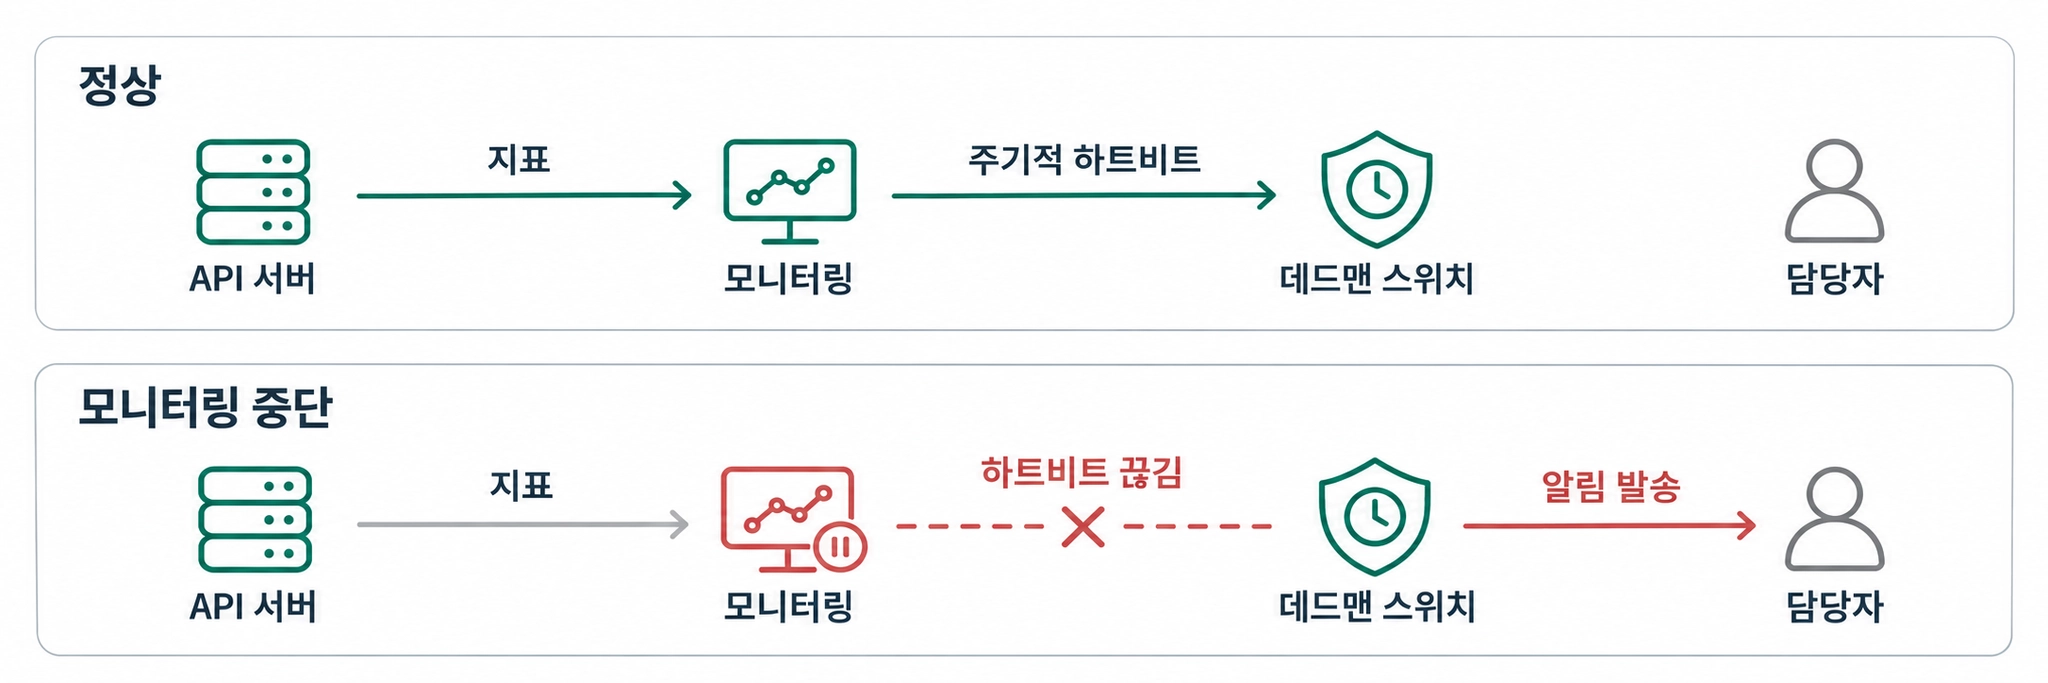 정상
지표
주기적 하트비트
API 서버
모니터링
데드맨 스위치
담당자
모니터링 중단
지표
하트비트 끊김
알림 발송
API 서버
모니터링
데드맨 스위치
담당자